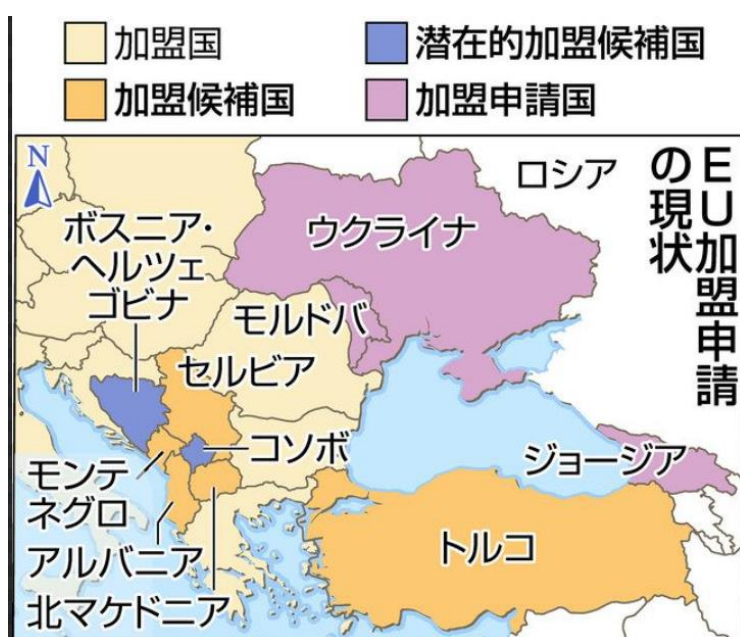 加盟国
潜在的加盟候補国
加盟候補国
加盟申請国
EU加盟申請
の現状
N
ロシア
ボスニア・
ヘルツェ
ゴビナ
ウクライナ
モルドバ
セルビア
コソボ
ジョージア
モンテ
ネグロ
アルバニア
北マケドニア
トルコ